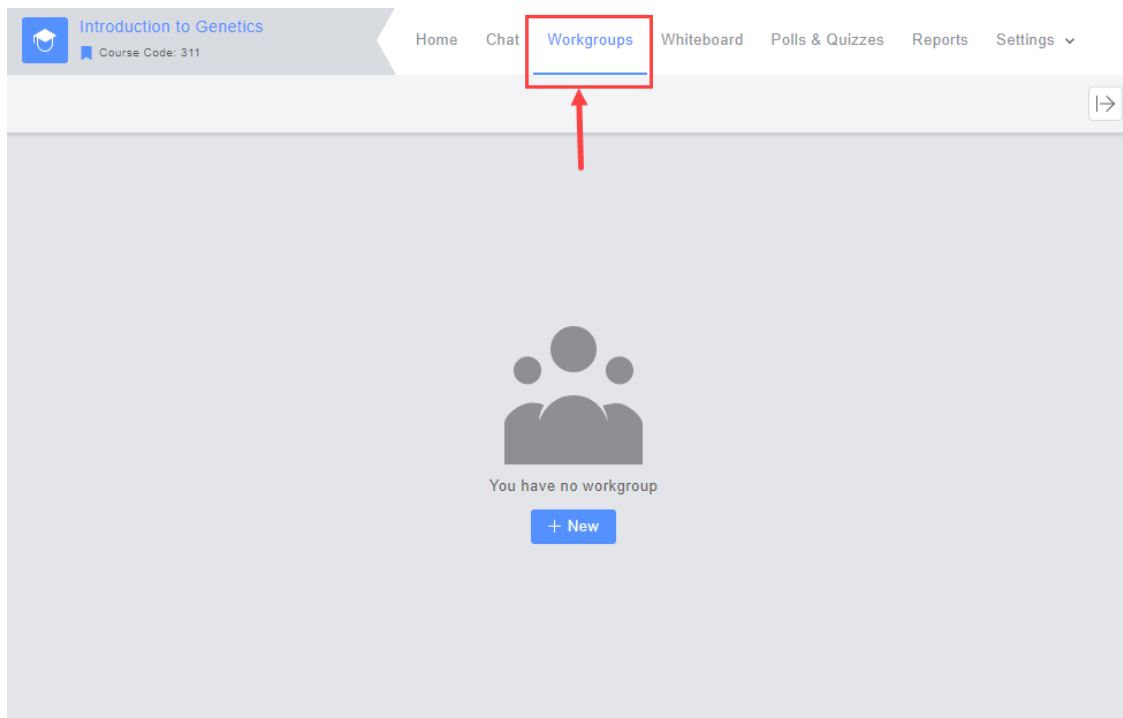 Introduction to Genetics
Course Code: 311
Home Chat Workgroups Whiteboard Polls & Quizzes Reports Settings
You have no workgroup
+ New